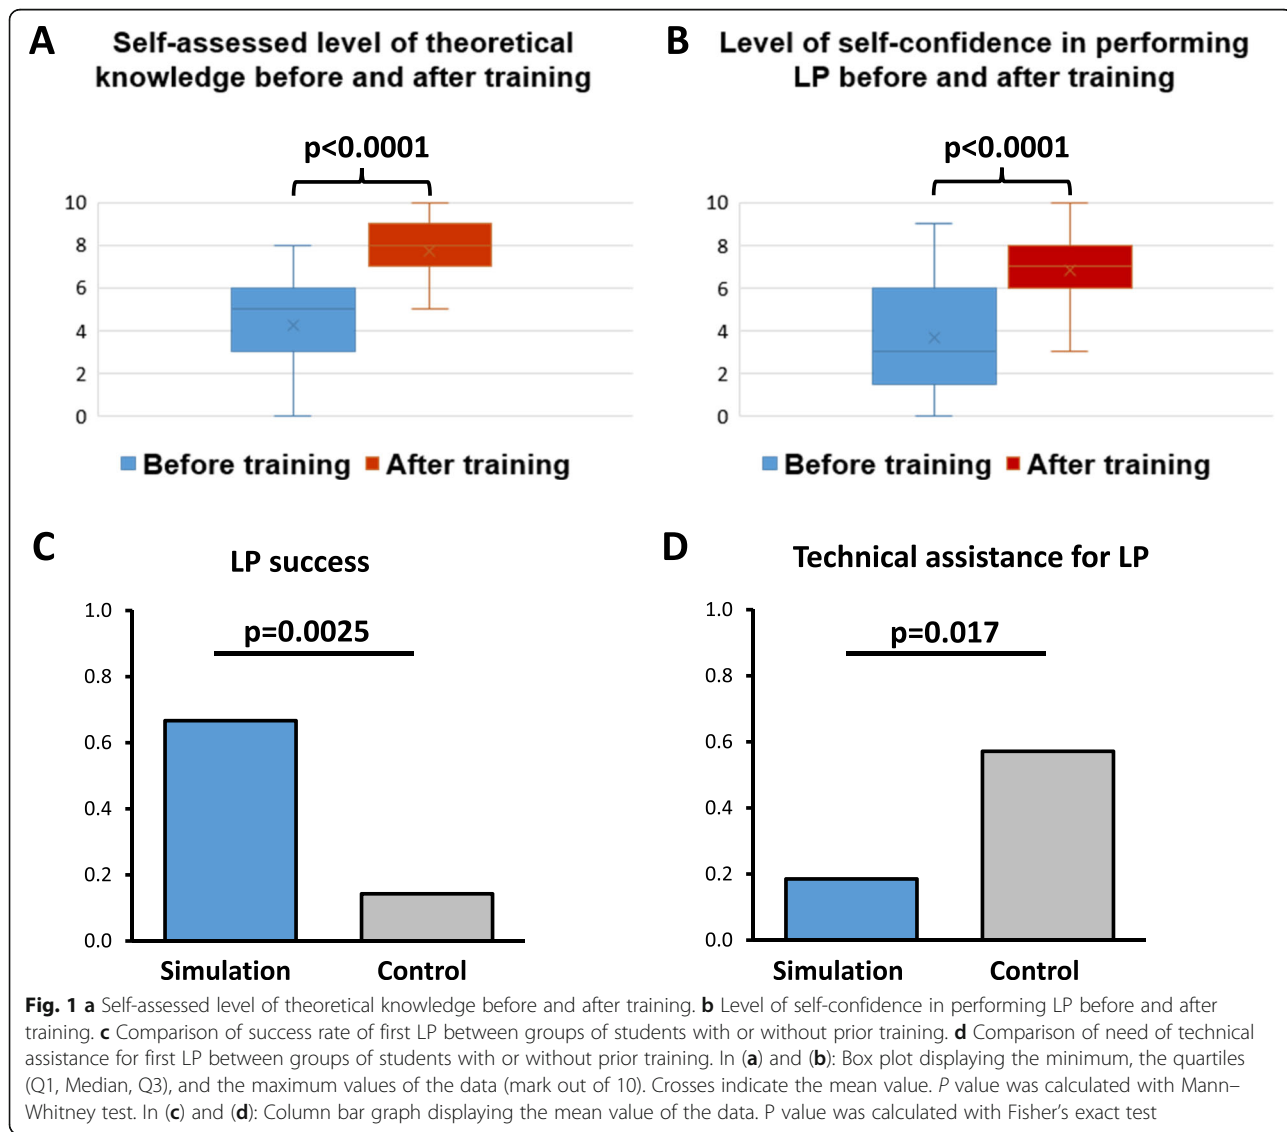 A
Self-assessed level of theoretical
knowledge before and after training
p<0.0001
10
8
6
4
2
0
Before training After training
B
Level of self-confidence in performing
LP before and after training
p<0.0001
10
8
6
4
2
0
Before training After training
C
LP success
p=0.0025
1.0
0.8
0.6
0.4
0.2
0.0
Simulation Control
D
Technical assistance for LP
p=0.017
1.0
0.8
0.6
0.4
0.2
0.0
Simulation Control
Fig. 1 a Self-assessed level of theoretical knowledge before and after training. b Level of self-confidence in performing LP before and after
training. c Comparison of success rate of first LP between groups of students with or without prior training. d Comparison of need of technical
assistance for first LP between groups of students with or without prior training. In (a) and (b): Box plot displaying the minimum, the quartiles
(Q1, Median, Q3), and the maximum values of the data (mark out of 10). Crosses indicate the mean value. P value was calculated with Mann–
Whitney test. In (c) and (d): Column bar graph displaying the mean value of the data. P value was calculated with Fisher's exact test